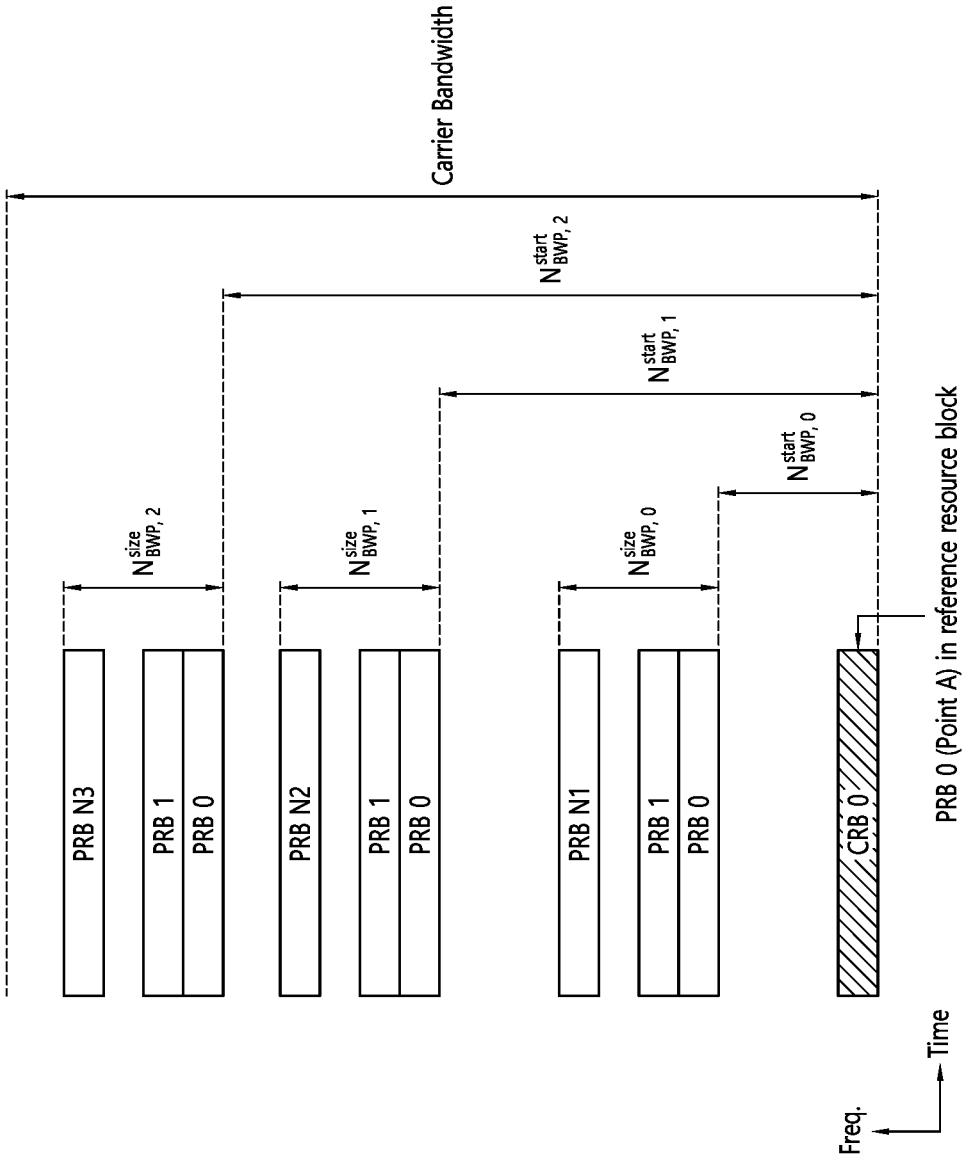 Carrier Bandwidth
N^start_BWP, 2
N^start_BWP, 1
N^start_BWP, 0
N^size_BWP, 2
N^size_BWP, 1
N^size_BWP, 0
PRB N3
PRB 1
PRB 0
PRB N2
PRB 1
PRB 0
PRB N1
PRB 1
PRB 0
CRB 0
PRB 0 (Point A) in reference resource block
Freq.
Time